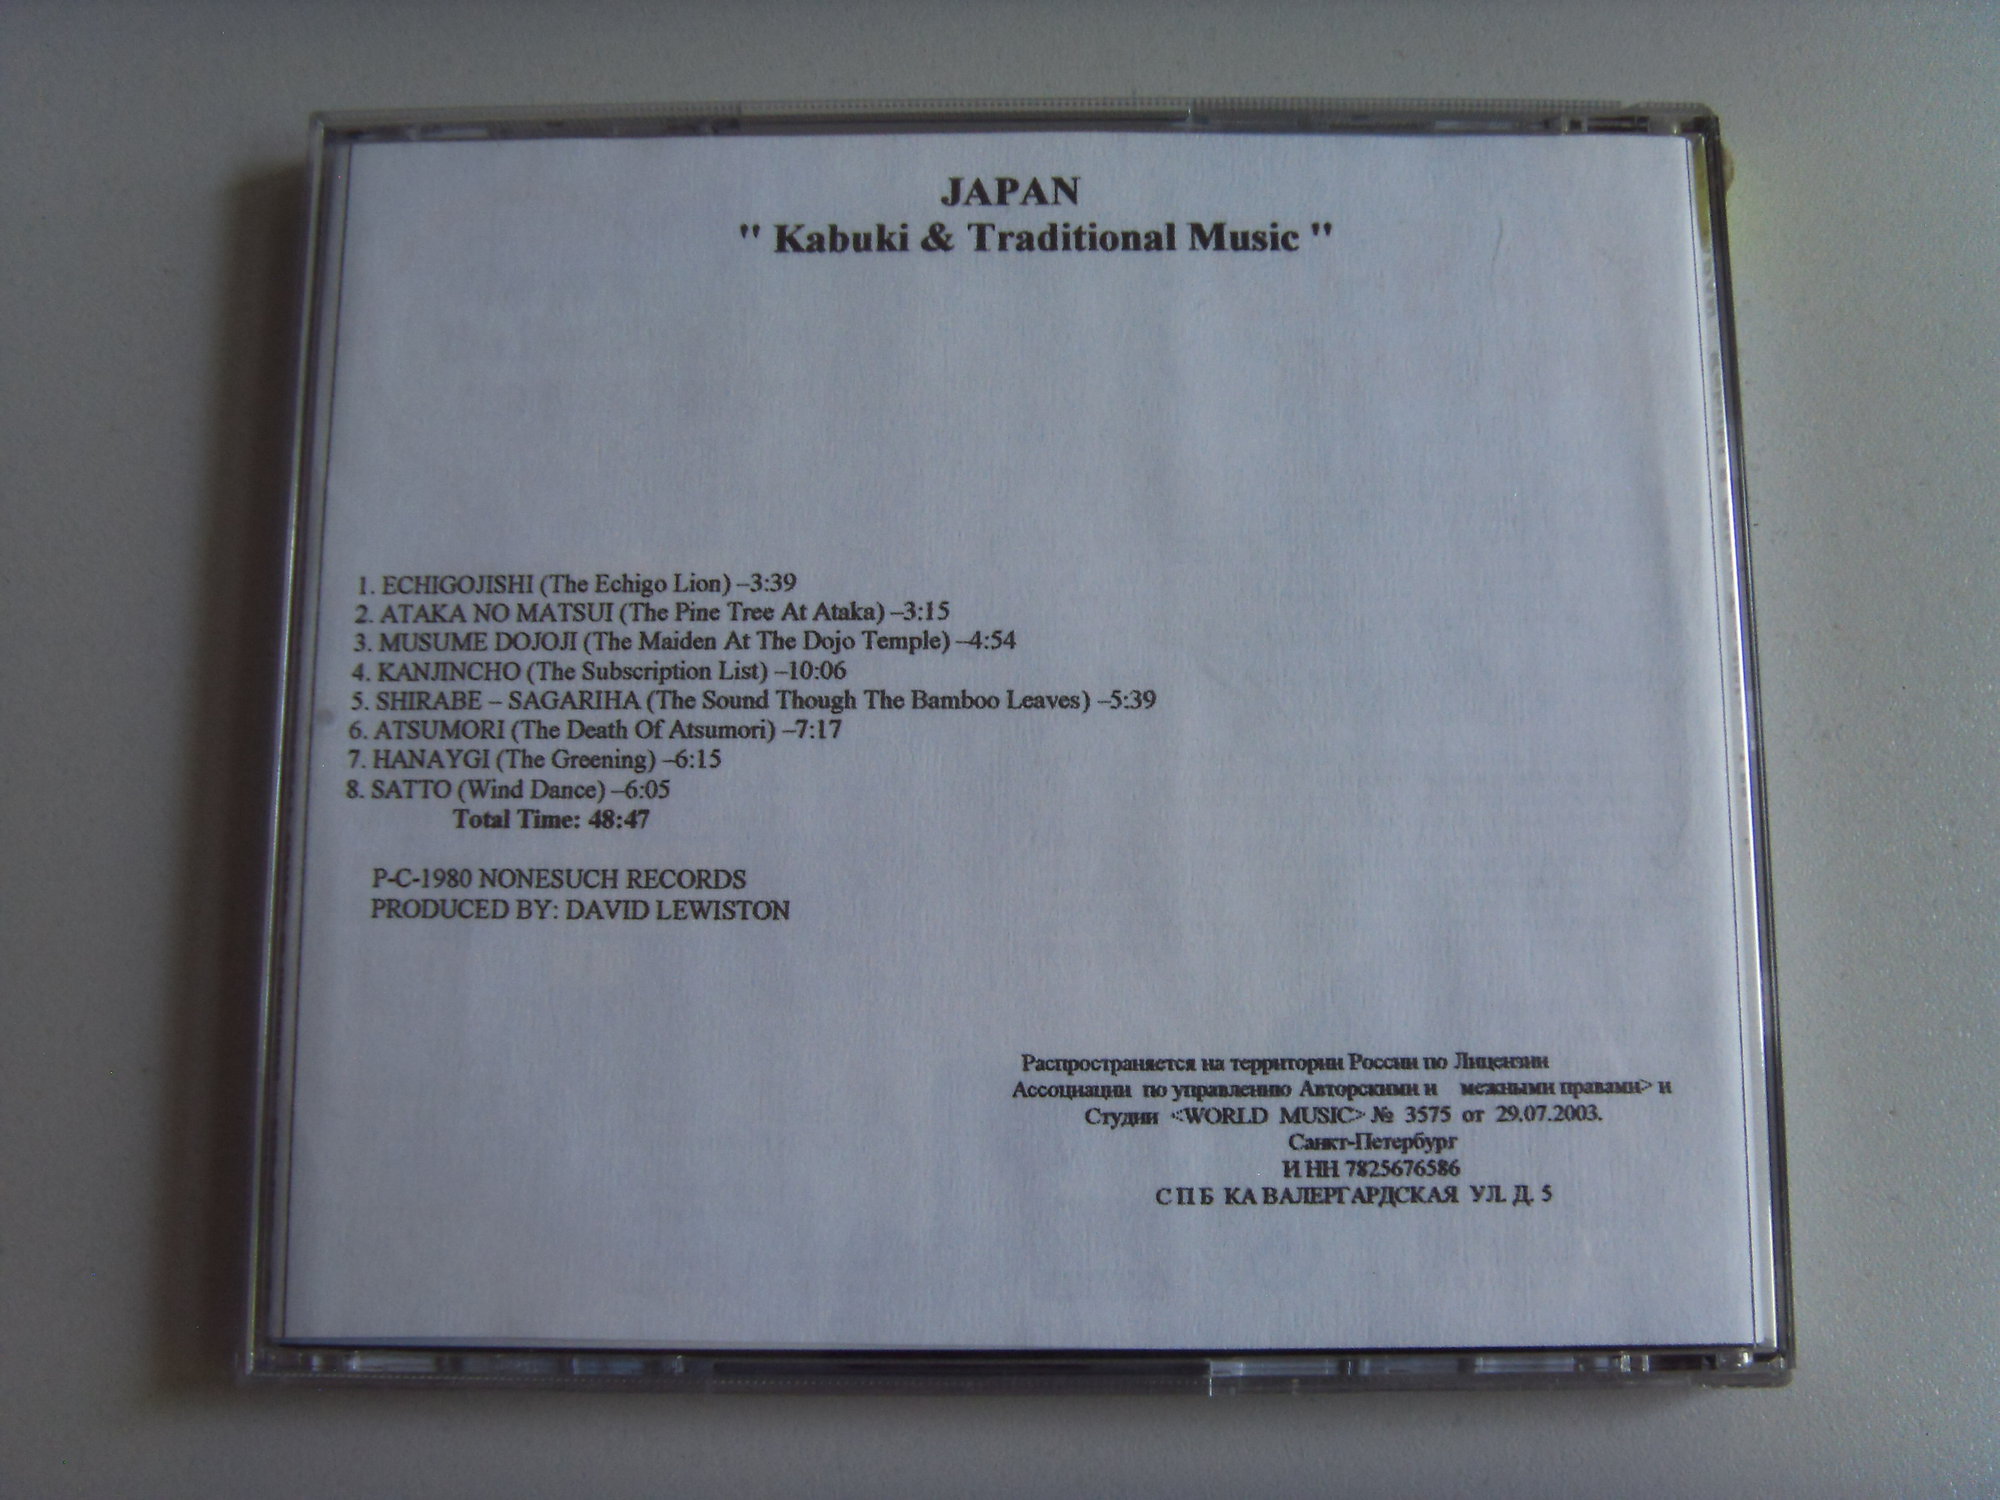 JAPAN
" Kabuki & Traditional Music "
1. ECHIGOJISHI (The Echigo Lion) –3:39
2. ATAKA NO MATSUI (The Pine Tree At Ataka) –3:15
3. MUSUME DOJOJI (The Maiden At The Dojo Temple) –4:54
4. KANJINCHO (The Subscription List) –10:06
5. SHIRABE – SAGARIHA (The Sound Though The Bamboo Leaves) –5:39
6. ATSUMORI (The Death Of Atsumori) –7:17
7. HANAYGI (The Greening) –6:15
8. SATTO (Wind Dance) –6:05
Total Time: 48:47
P-C-1980 NONESUCH RECORDS
PRODUCED BY: DAVID LEWISTON
Распространяется на территории России по Лицензии
Ассоциации по управлению Авторскими и межными правами> и
Студии <WORLD MUSIC> № 3575 от 29.07.2003.
Санкт-Петербург
И НН 7825676586
С П Б КА ВАЛЕРГАРДСКАЯ УЛ. Д. 5